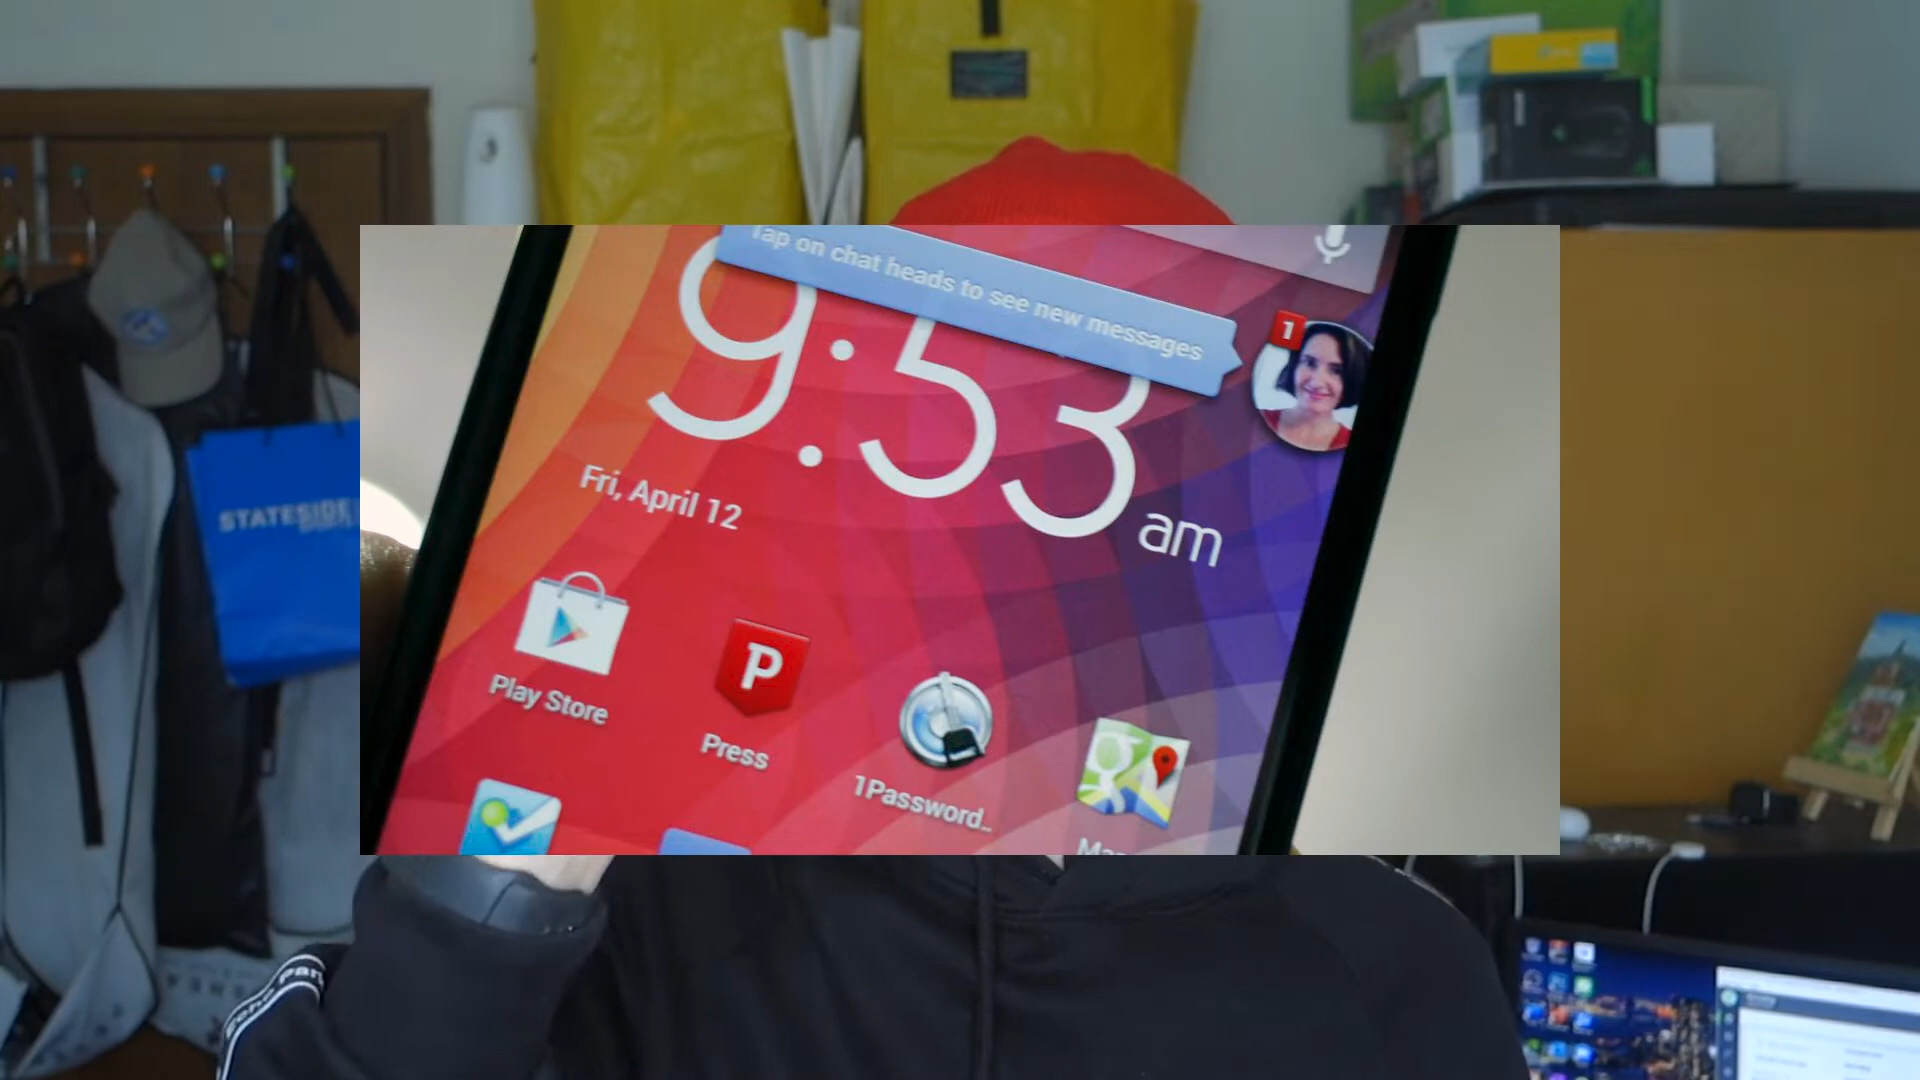 Tap on chat heads to see new messages
1
9:53
am
Fri, April 12
Play Store
Press
1Password..
STATESIDE